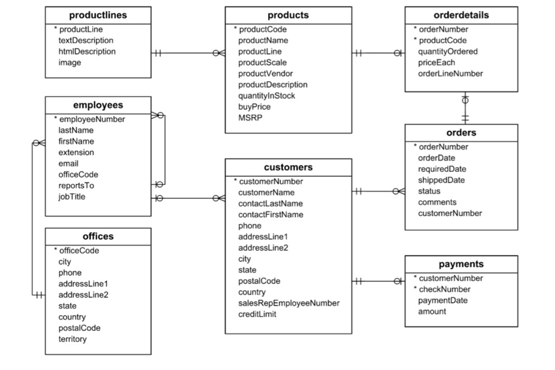 productlines
* productLine
textDescription
htmlDescription
image
products
* productCode
productName
productLine
productScale
productVendor
productDescription
quantityInStock
buyPrice
MSRP
orderdetails
* orderNumber
* productCode
quantityOrdered
priceEach
orderLineNumber
employees
* employeeNumber
lastName
firstName
extension
email
officeCode
reportsTo
jobTitle
customers
* customerNumber
customerName
contactLastName
contactFirstName
phone
addressLine1
addressLine2
city
state
postalCode
country
salesRepEmployeeNumber
creditLimit
orders
* orderNumber
orderDate
requiredDate
shippedDate
status
comments
customerNumber
offices
* officeCode
city
phone
addressLine1
addressLine2
state
country
postalCode
territory
payments
* customerNumber
* checkNumber
paymentDate
amount